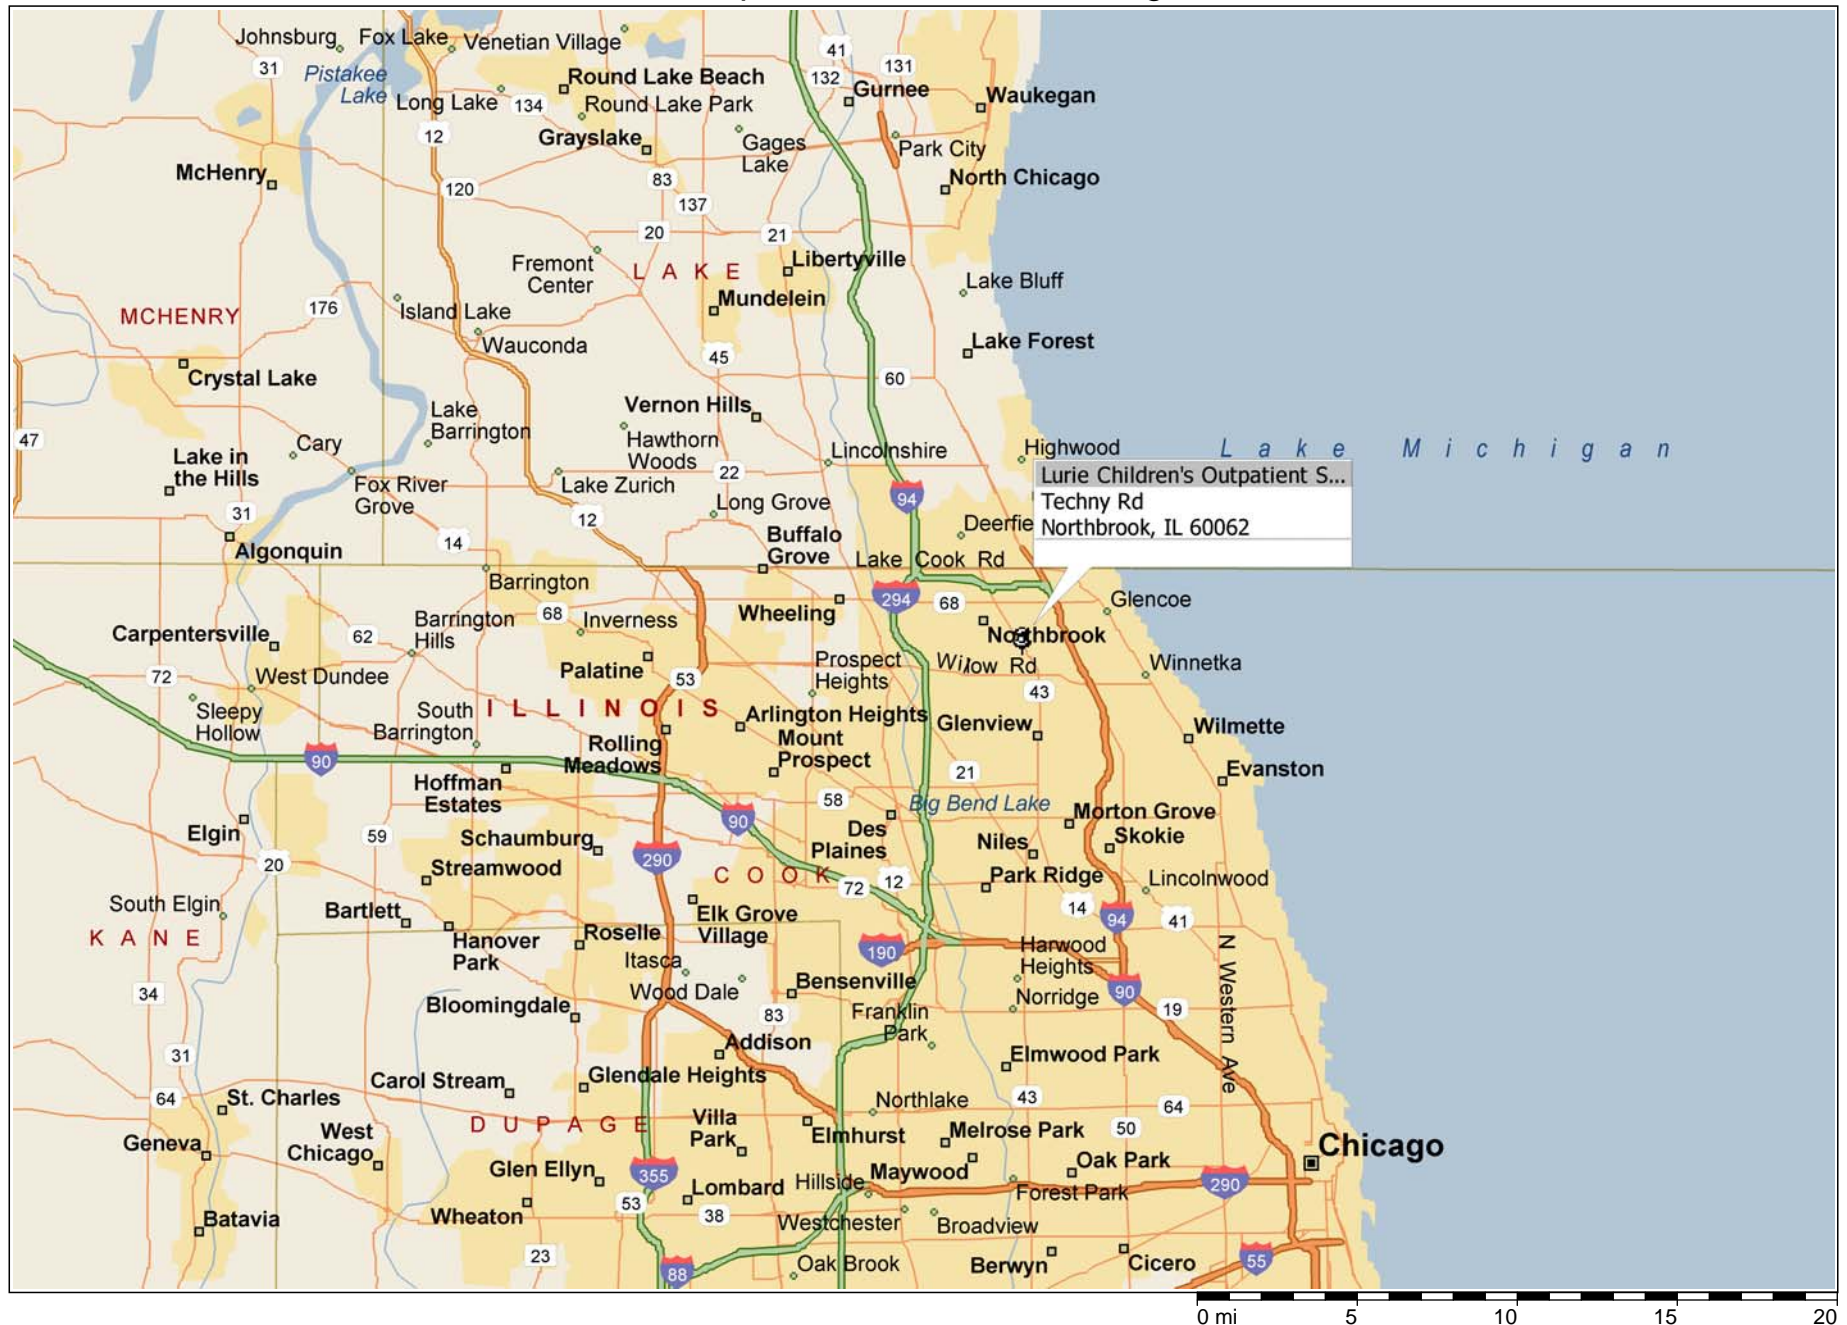 Johnsburg
Fox Lake
Venetian Village
41
131
132
31
Pistakee
Lake
Round Lake Beach
Gurnee
Waukegan
Long Lake
134
Round Lake Park
12
Grayslake
Gages
Lake
Park City
McHenry
120
83
North Chicago
137
20
21
Fremont
Center
LAKE
Libertyville
Lake Bluff
Mundelein
176
Island Lake
MCHENRY
Wauconda
Lake Forest
45
Crystal Lake
60
Vernon Hills
Lake
Barrington
47
Cary
Hawthorn
Woods
Lincolnshire
Highwood
Lake Michigan
Lake in
the Hills
22
Lurie Children's Outpatient S...
Techny Rd
Northbrook, IL 60062
Fox River
Grove
Lake Zurich
94
31
12
Long Grove
Deerfie
14
Buffalo
Grove
Algonquin
Lake Cook Rd
Barrington
294
68
Glencoe
68
Wheeling
Barrington
Hills
Inverness
Carpentersville
62
Northbrook
Palatine
Prospect
Heights
Willow Rd
Winnetka
72
West Dundee
53
43
Sleepy
Hollow
South
Barrington
ILLINOIS
Arlington Heights
Glenview
Wilmette
Rolling
Meadows
Mount
Prospect
90
Hoffman
Estates
21
Evanston
58
Big Bend Lake
90
Morton Grove
Elgin
59
Schaumburg
Des
Plaines
Niles
Skokie
290
20
Streamwood
COOK
72
12
Park Ridge
Lincolnwood
South Elgin
Bartlett
Elk Grove
Village
14
94
41
KANE
Hanover
Park
Roselle
190
Harwood
Heights
N Western Ave
Itasca
Wood Dale
Bensenville
90
34
Bloomingdale
83
Franklin
Park
Norridge
19
Addison
31
Elmwood Park
Carol Stream
Glendale Heights
64
St. Charles
Northlake
43
64
DUPAGE
Villa
Park
50
Geneva
West
Chicago
Elmhurst
Melrose Park
Chicago
Glen Ellyn
355
Maywood
Oak Park
Lombard
Hillside
290
53
Forest Park
Batavia
Wheaton
38
Westchester
Broadview
23
88
Oak Brook
Berwyn
Cicero
55
0 mi
5
10
15
20